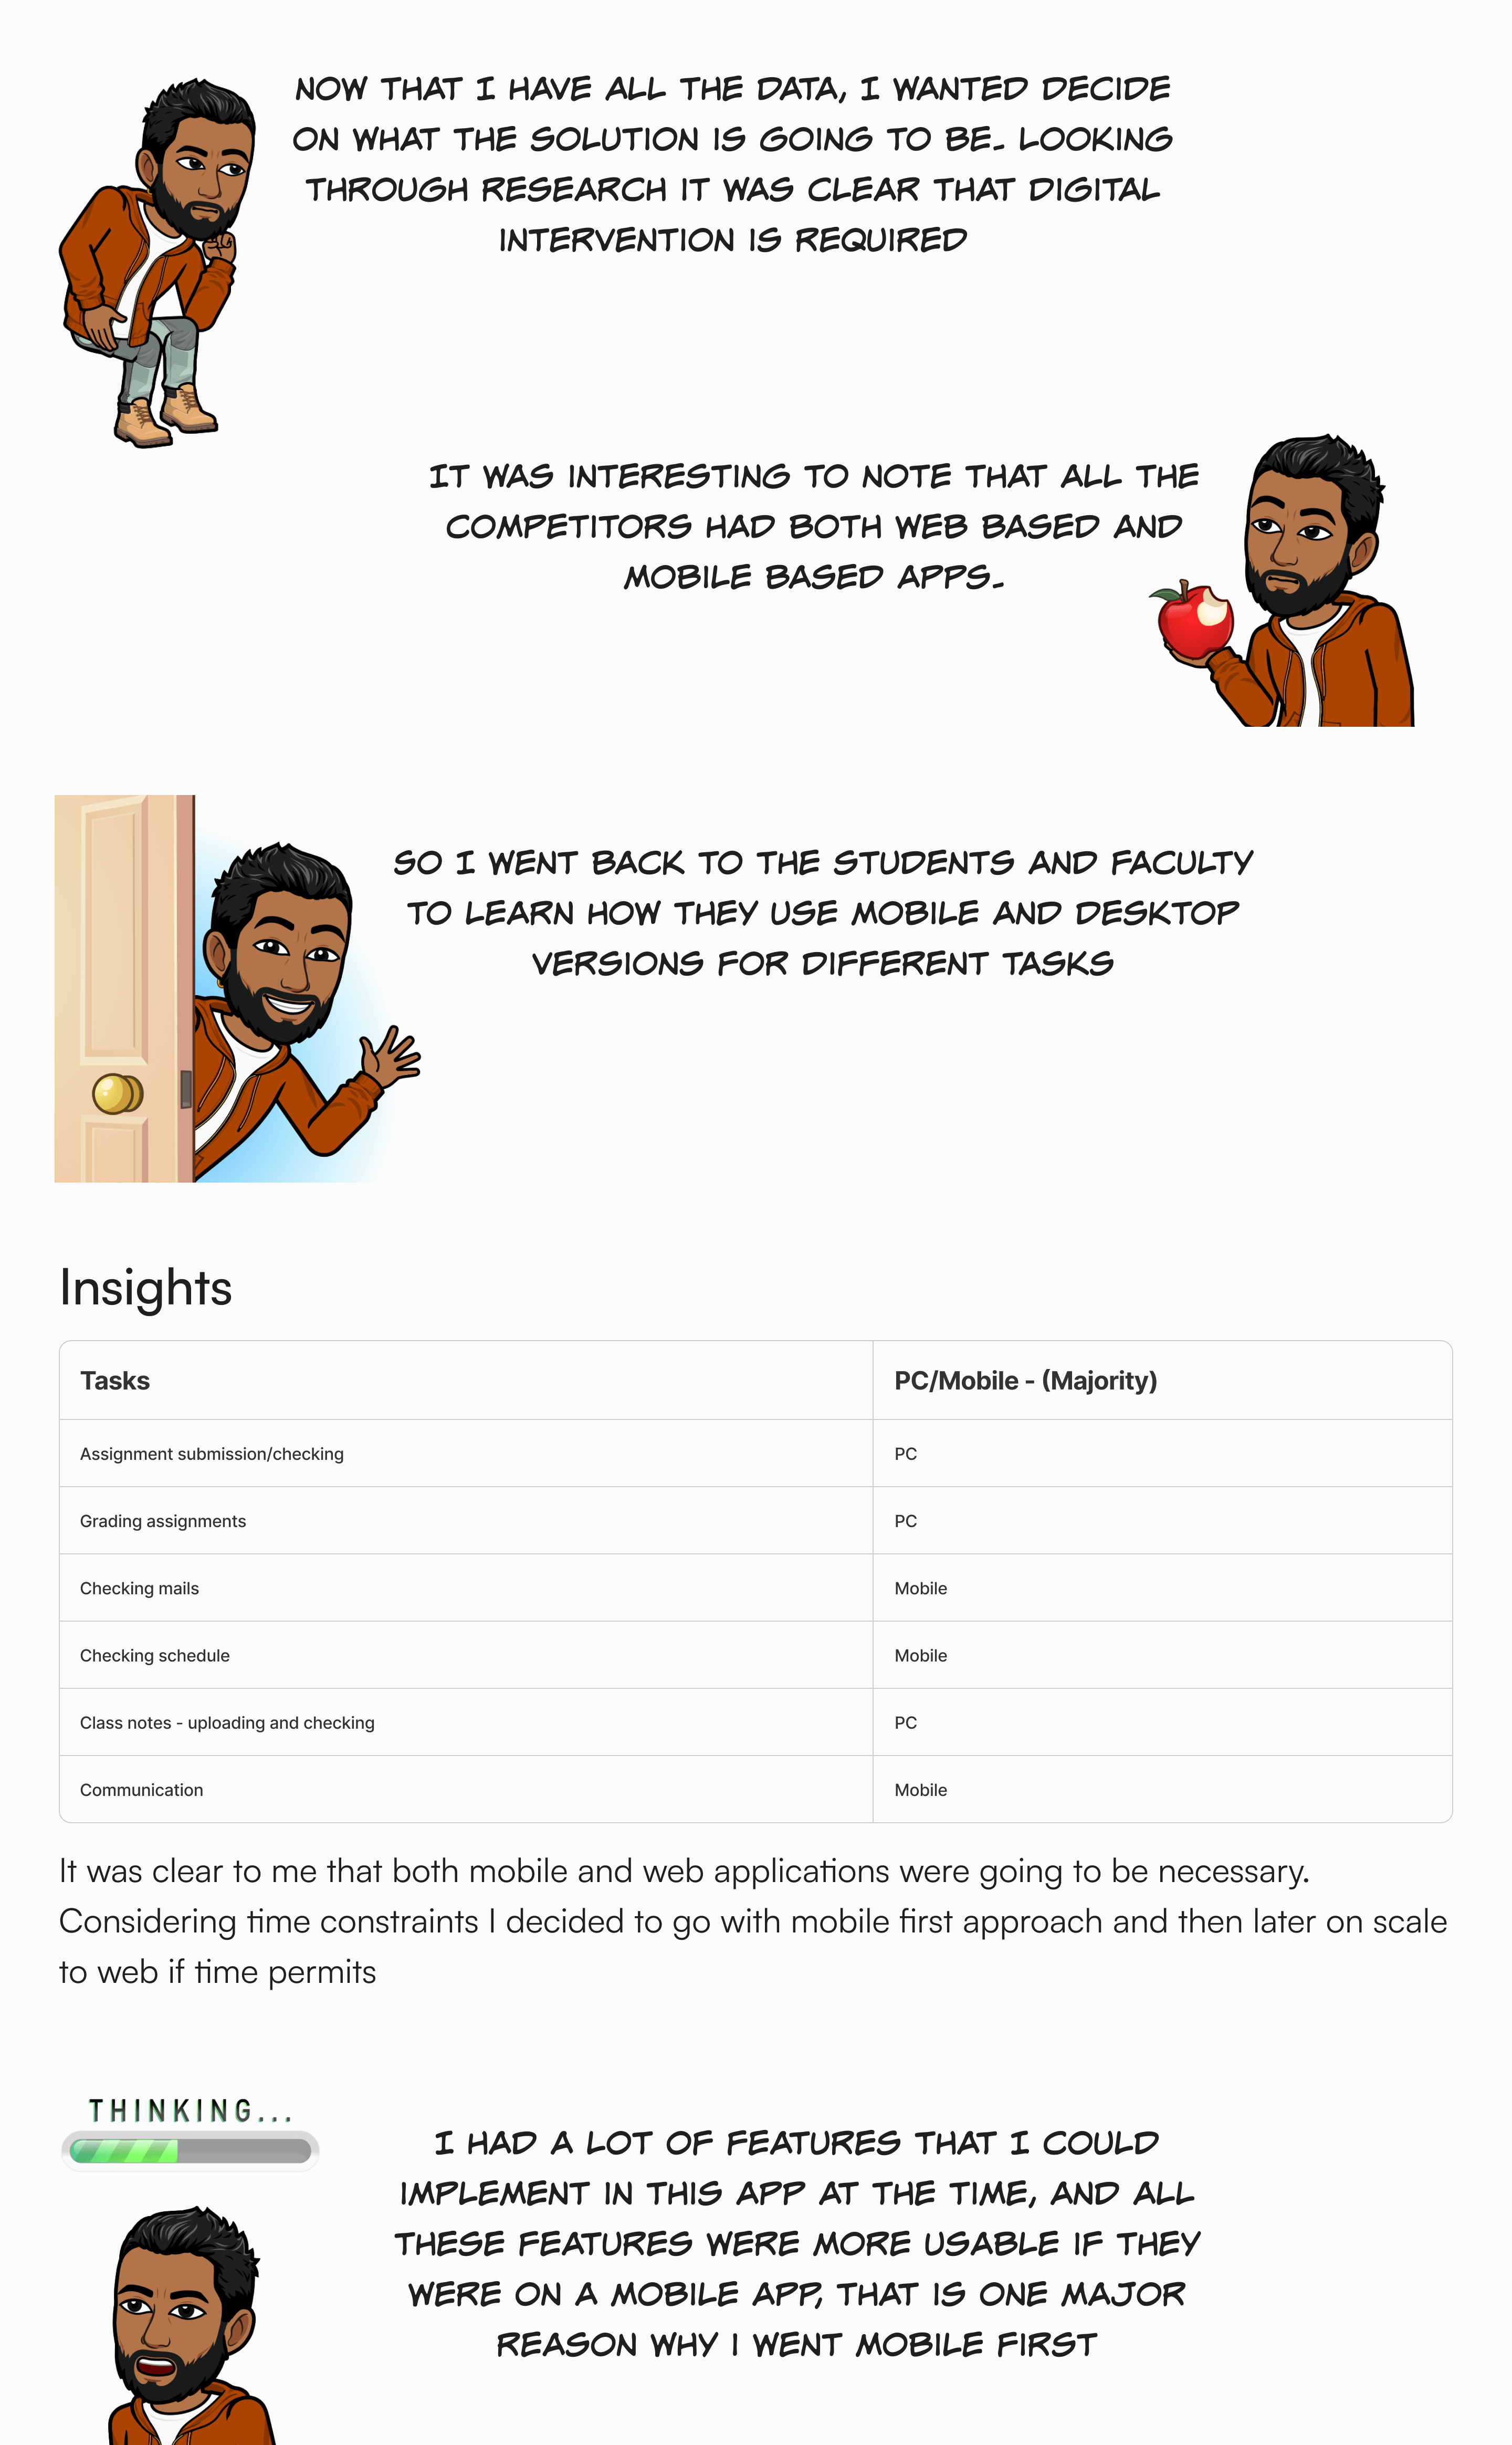 NOW THAT I HAVE ALL THE DATA, I WANTED DECIDE
ON WHAT THE SOLUTION IS GOING TO BE. LOOKING
THROUGH RESEARCH IT WAS CLEAR THAT DIGITAL
INTERVENTION IS REQUIRED
IT WAS INTERESTING TO NOTE THAT ALL THE
COMPETITORS HAD BOTH WEB BASED AND
MOBILE BASED APPS.
SO I WENT BACK TO THE STUDENTS AND FACULTY
TO LEARN HOW THEY USE MOBILE AND DESKTOP
VERSIONS FOR DIFFERENT TASKS
Insights
Tasks PC/Mobile - (Majority)
Assignment submission/checking PC
Grading assignments PC
Checking mails Mobile
Checking schedule Mobile
Class notes - uploading and checking PC
Communication Mobile
It was clear to me that both mobile and web applications were going to be necessary.
Considering time constraints I decided to go with mobile first approach and then later on scale
to web if time permits
THINKING...
I HAD A LOT OF FEATURES THAT I COULD
IMPLEMENT IN THIS APP AT THE TIME, AND ALL
THESE FEATURES WERE MORE USABLE IF THEY
WERE ON A MOBILE APP, THAT IS ONE MAJOR
REASON WHY I WENT MOBILE FIRST